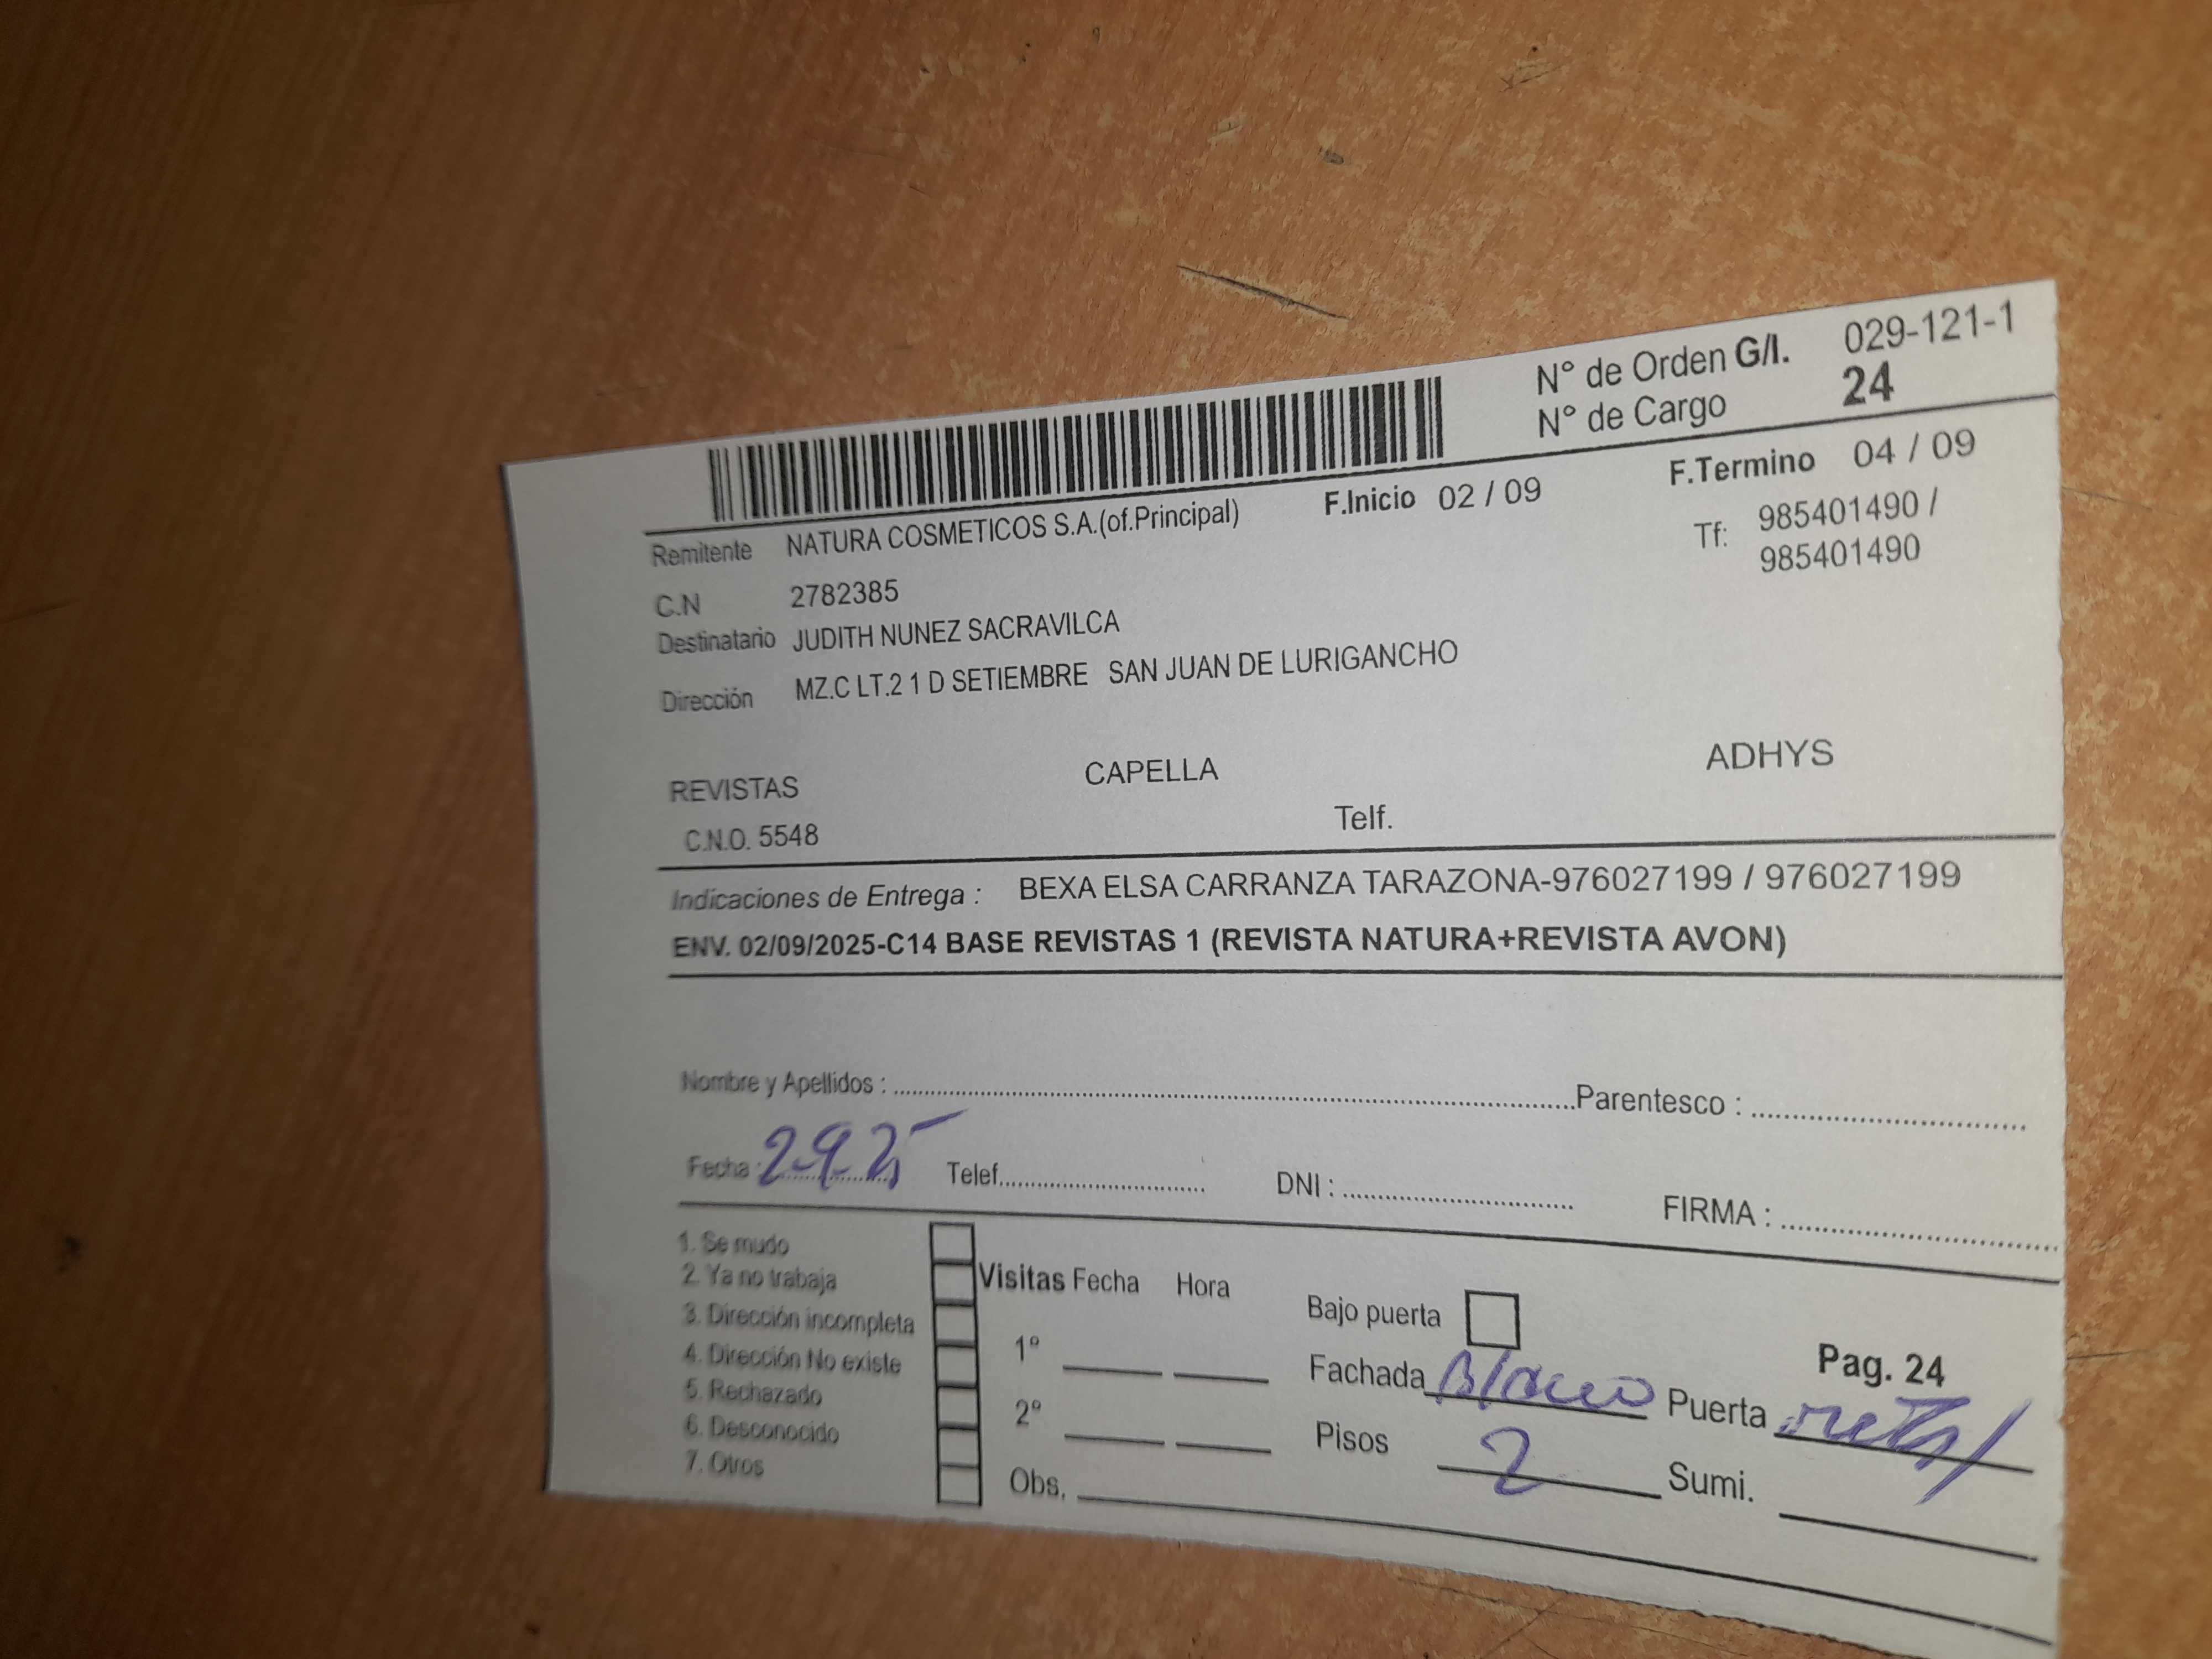 N° de Orden G/I. 029-121-1
N° de Cargo 24
Remitente NATURA COSMETICOS S.A.(of.Principal) F.Inicio 02 / 09 F.Termino 04 / 09
C.N 2782385 Tf: 985401490 /
985401490
Destinatario JUDITH NUNEZ SACRAVILCA
Dirección MZ.C LT.2 1 D SETIEMBRE SAN JUAN DE LURIGANCHO
REVISTAS CAPELLA ADHYS
C.N.O. 5548 Telf.
Indicaciones de Entrega : BEXA ELSA CARRANZA TARAZONA-976027199 / 976027199
ENV. 02/09/2025-C14 BASE REVISTAS 1 (REVISTA NATURA+REVISTA AVON)
Nombre y Apellidos : Parentesco :
Fecha : 2-9-25 Telef. DNI : FIRMA :
1. Se mudo
2. Ya no trabaja
3. Dirección incompleta
4. Dirección No existe
5. Rechazado
6. Desconocido
7. Otros
Visitas Fecha Hora
1º
2º
Obs.
Bajo puerta
Pag. 24
Fachada Blanco Puerta metal
Pisos 2 Sumi.